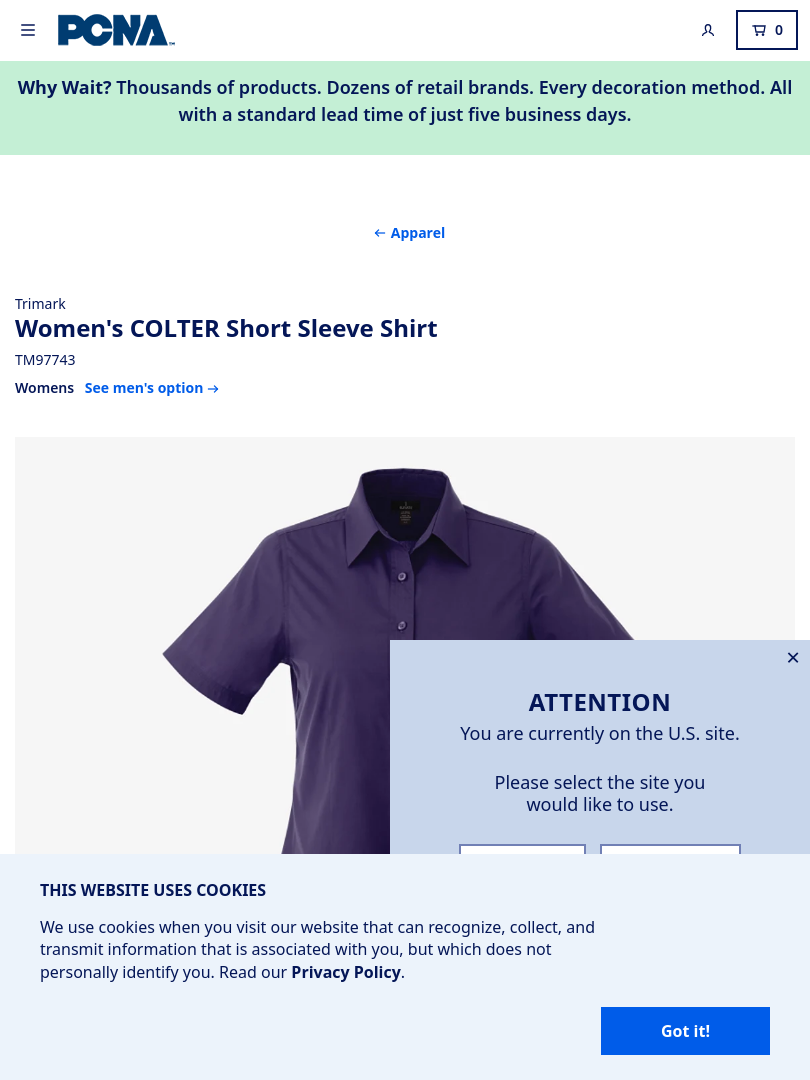 PCNA
0
Why Wait? Thousands of products. Dozens of retail brands. Every decoration method. All
with a standard lead time of just five business days.
← Apparel
Trimark
Women's COLTER Short Sleeve Shirt
TM97743
Womens See men's option →
ATTENTION
You are currently on the U.S. site.
Please select the site you
would like to use.
THIS WEBSITE USES COOKIES
We use cookies when you visit our website that can recognize, collect, and
transmit information that is associated with you, but which does not
personally identify you. Read our Privacy Policy.
Got it!